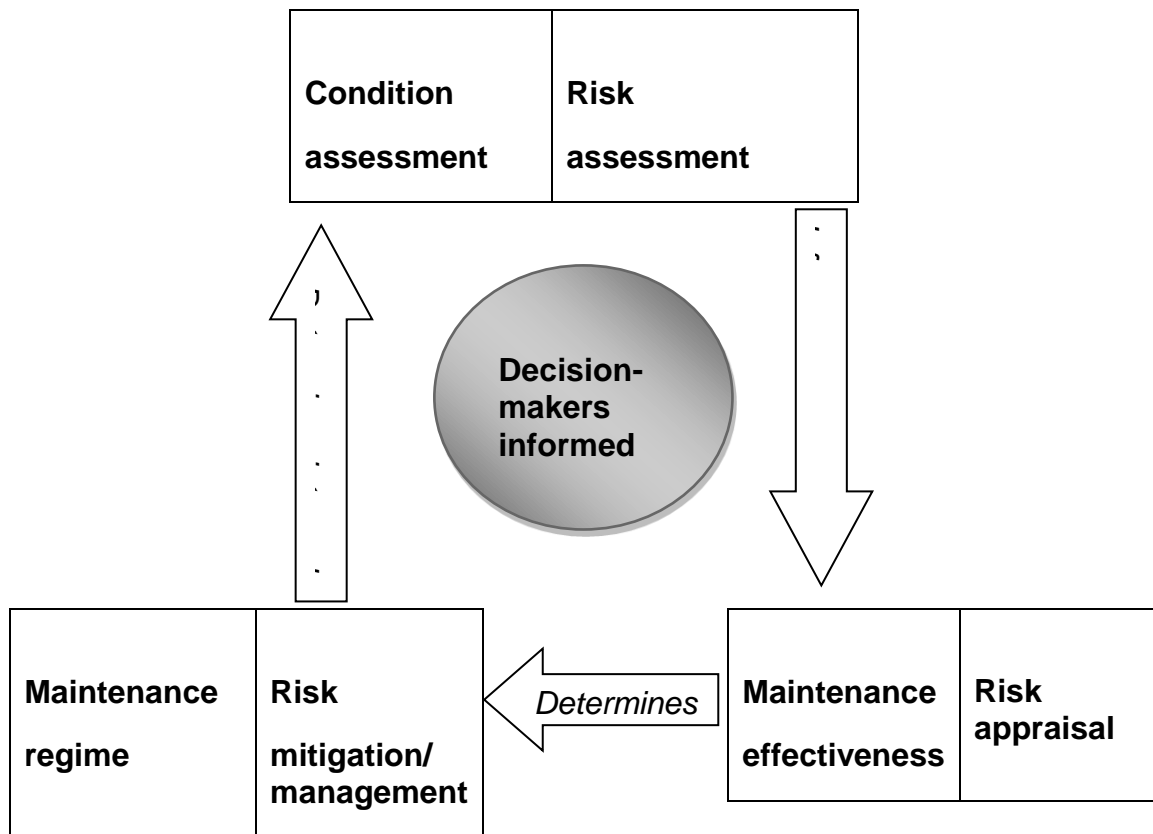 Condition
assessment
Risk
assessment
Decision-
makers
informed
Maintenance
regime
Risk
mitigation/
management
Determines
Maintenance
effectiveness
Risk
appraisal